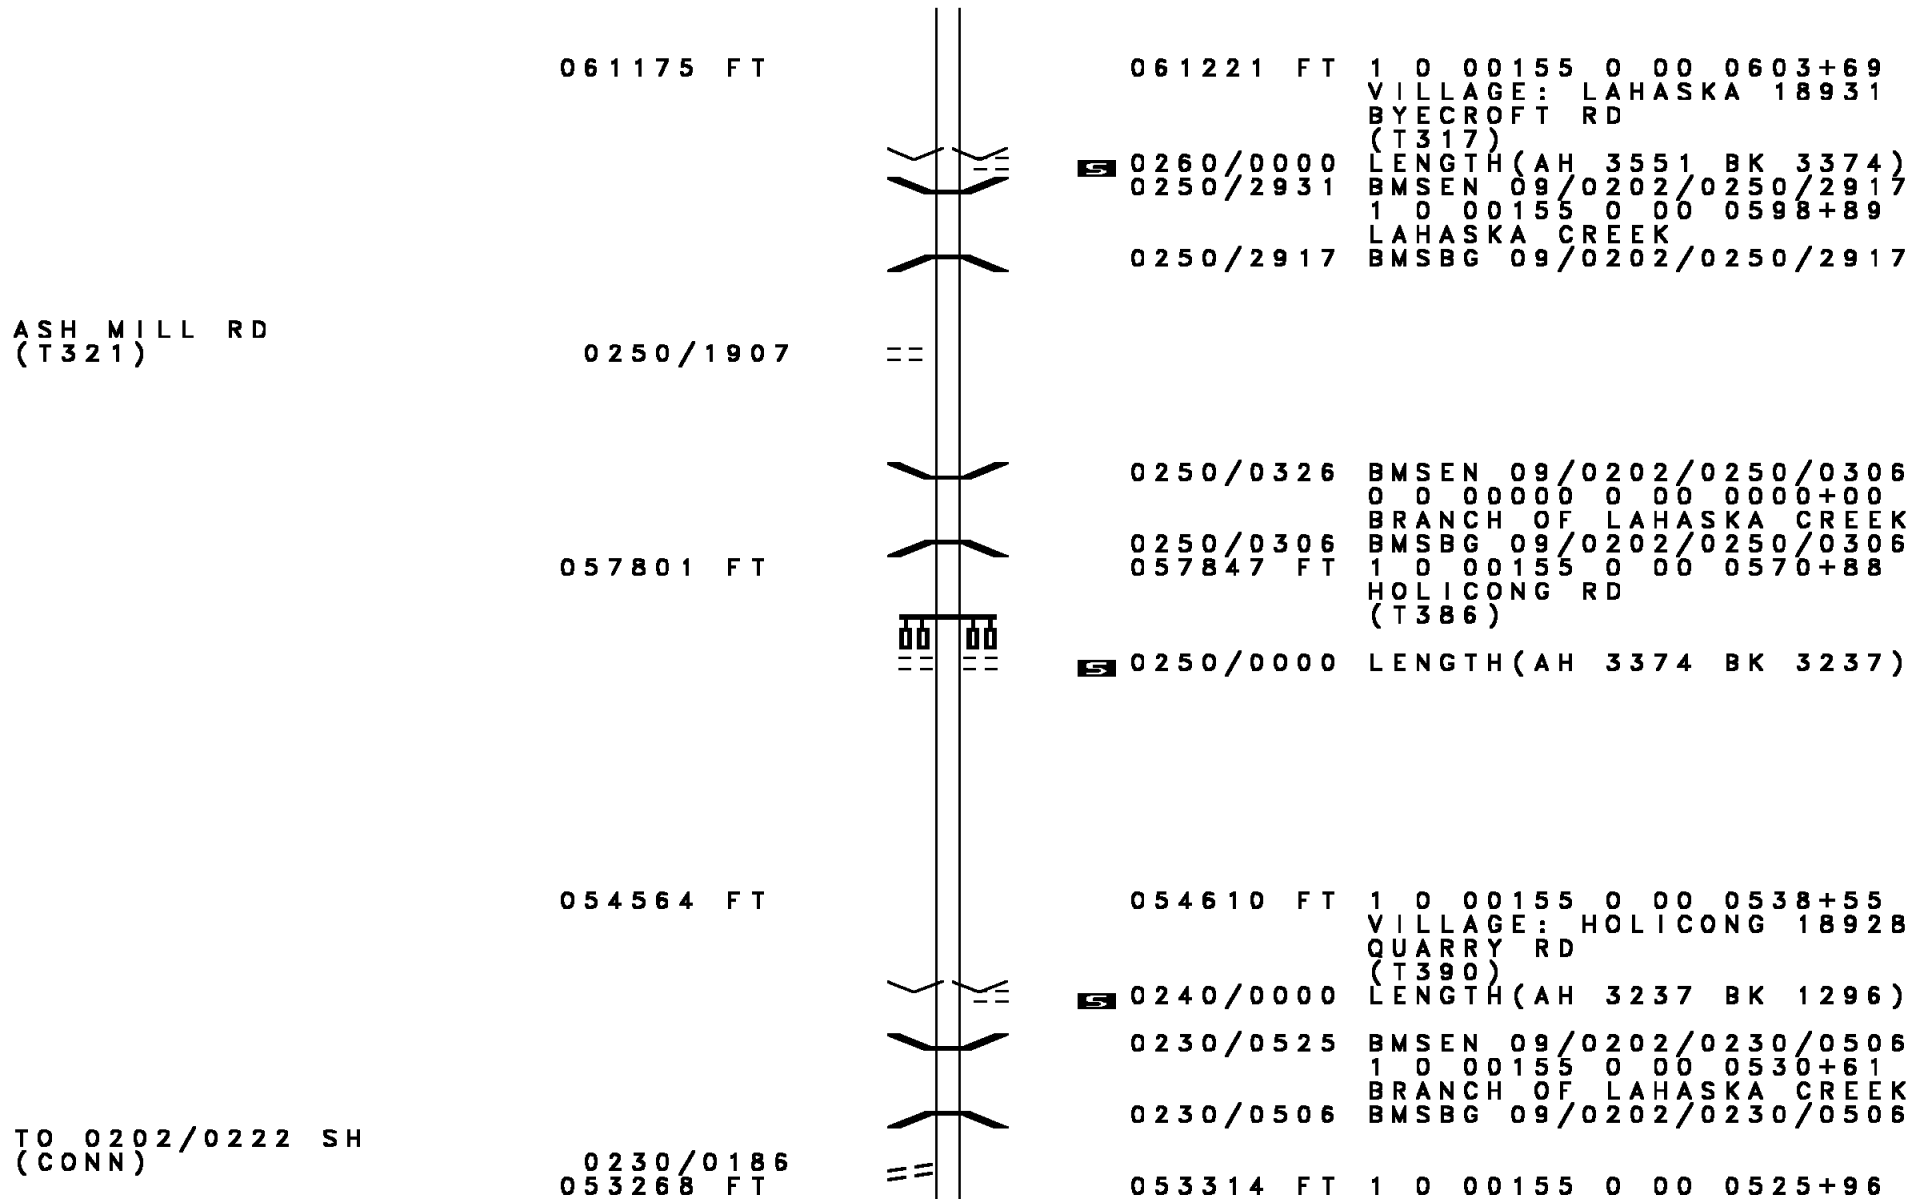 061175 FT 061221 FT 1 0 00155 0 00 0603+69
VILLAGE: LAHASKA 18931
BYECROFT RD
(T317)
S 0260/0000 LENGTH(AH 3551 BK 3374)
0250/2931 BMSEN 09/0202/0250/2917
1 0 00155 0 00 0598+89
LAHASKA CREEK
0250/2917 BMSBG 09/0202/0250/2917
ASH MILL RD
(T321) 0250/1907
0250/0326 BMSEN 09/0202/0250/0306
0 0 00000 0 00 0000+00
BRANCH OF LAHASKA CREEK
0250/0306 BMSBG 09/0202/0250/0306
057801 FT 057847 FT 1 0 00155 0 00 0570+88
HOLICONG RD
(T386)
S 0250/0000 LENGTH(AH 3374 BK 3237)
054564 FT 054610 FT 1 0 00155 0 00 0538+55
VILLAGE: HOLICONG 18928
QUARRY RD
(T390)
S 0240/0000 LENGTH(AH 3237 BK 1296)
0230/0525 BMSEN 09/0202/0230/0506
1 0 00155 0 00 0530+61
BRANCH OF LAHASKA CREEK
0230/0506 BMSBG 09/0202/0230/0506
TO 0202/0222 SH
(CONN) 0230/0186
053268 FT 053314 FT 1 0 00155 0 00 0525+96